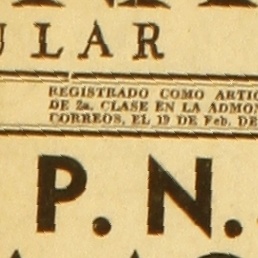 ULAR
REGISTRADO COMO ARTIC
DE 2a. CLASE EN LA ADMON
CORREOS, EL 19 DE Feb. DE
P. N.